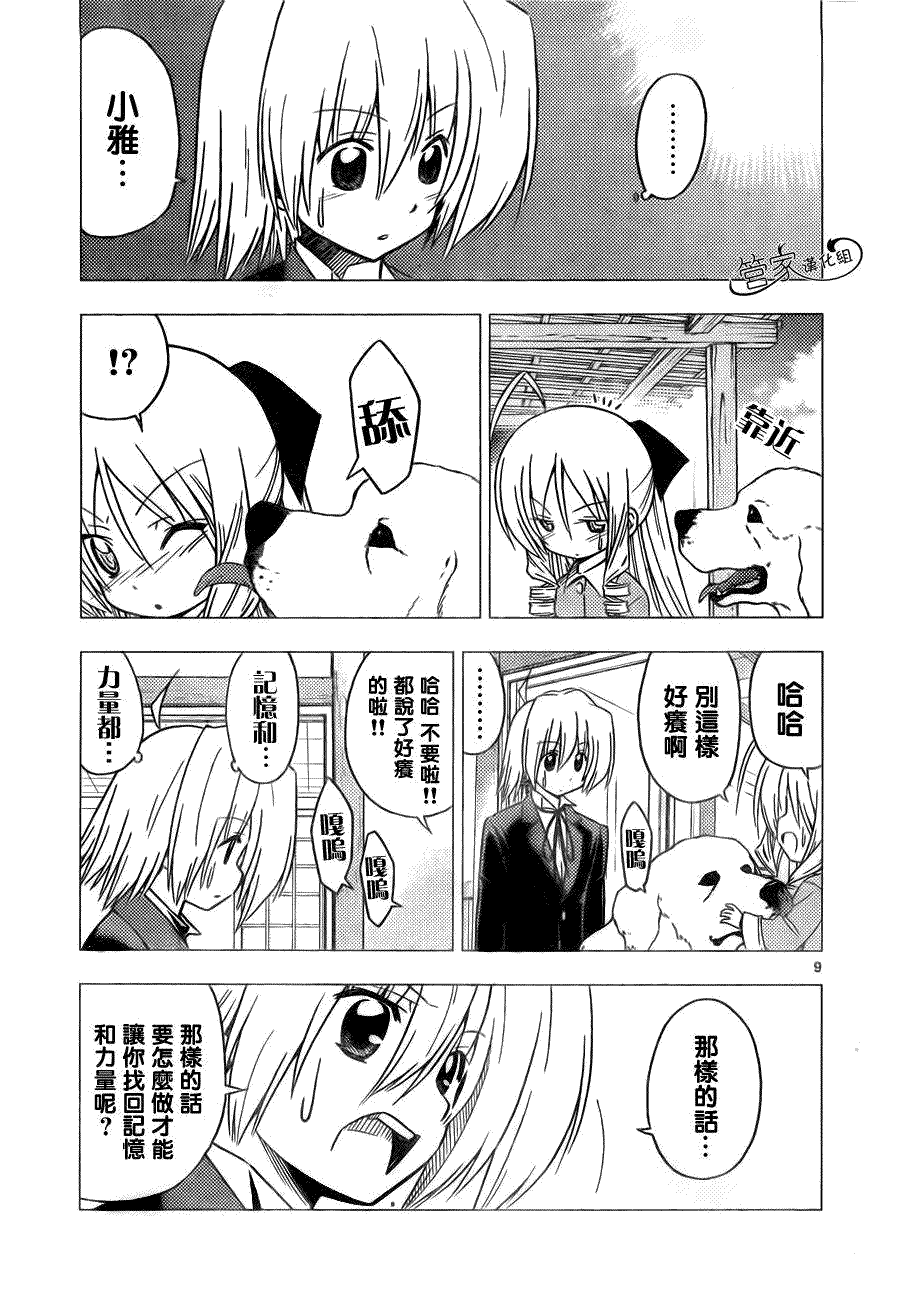 ………
小雅…
管家漢化組
靠近
舔
!?
哈哈
別這樣
好癢啊
嘎嗚
………
哈哈 不要啦!!
都說了好癢
的啦!!
嘎嗚
嘎嗚
記憶和…
力量都…
9
那樣的話…
那樣的話
要怎麼做才能
讓你找回記憶
和力量呢?